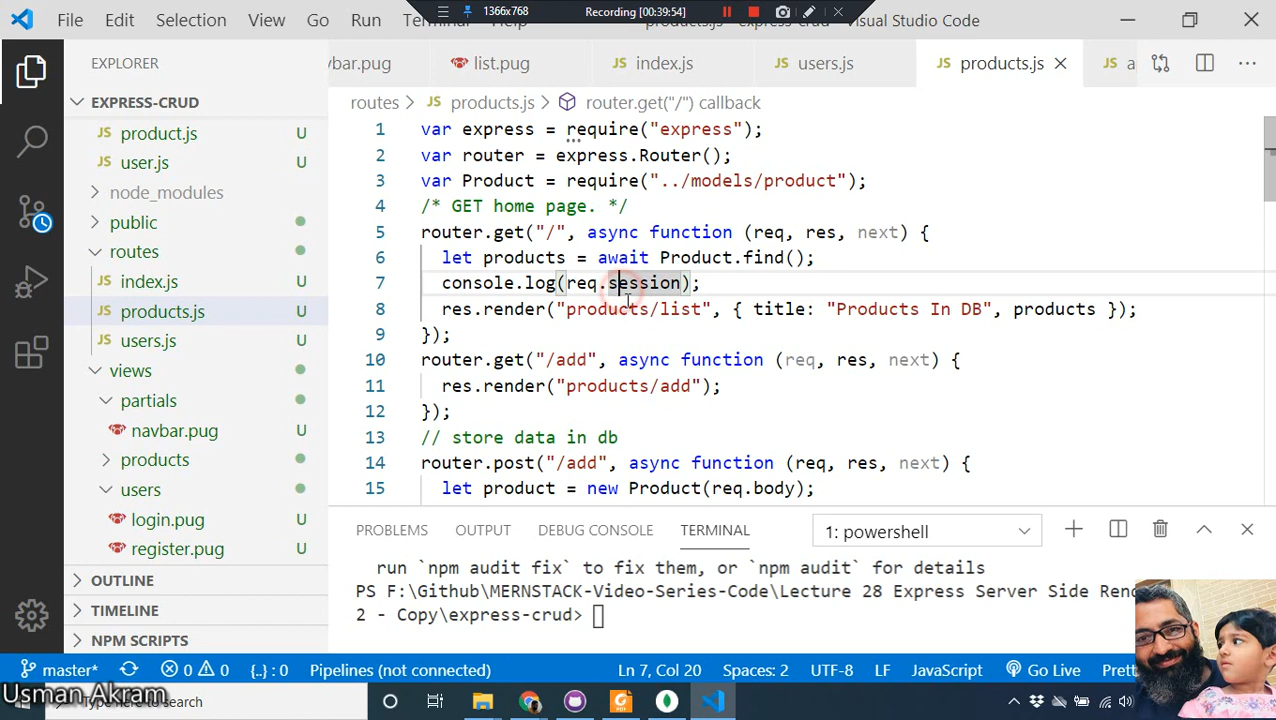 File Edit Selection View Go Run Terminal products.js express-crud Visual Studio Code
1366x768 Recording [00:39:54]
EXPLORER
bar.pug list.pug index.js users.js products.js a
EXPRESS-CRUD
product.js U
user.js U
node_modules
public
routes
index.js U
products.js U
users.js U
views
partials
navbar.pug U
products
users
login.pug U
register.pug U
OUTLINE
TIMELINE
NPM SCRIPTS
routes products.js router.get("/") callback
1 var express = require("express");
2 var router = express.Router();
3 var Product = require("../models/product");
4 /* GET home page. */
5 router.get("/", async function (req, res, next) {
6 let products = await Product.find();
7 console.log(req.session);
8 res.render("products/list", { title: "Products In DB", products });
9 });
10 router.get("/add", async function (req, res, next) {
11 res.render("products/add");
12 });
13 // store data in db
14 router.post("/add", async function (req, res, next) {
15 let product = new Product(req.body);
PROBLEMS OUTPUT DEBUG CONSOLE TERMINAL 1: powershell
run `npm audit fix` to fix them, or `npm audit` for details
PS F:\Github\MERNSTACK-Video-Series-Code\Lecture 28 Express Server Side Ren
2 - Copy\express-crud>
master* 0 0 {..} : 0 Pipelines (not connected) Ln 7, Col 20 Spaces: 2 UTF-8 LF JavaScript Go Live Prettier
Usman Akram
here to search